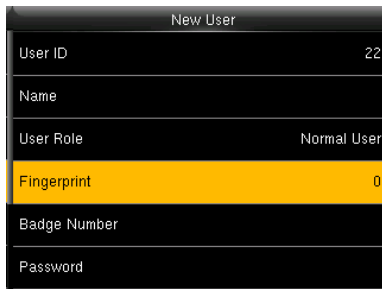 New User
User ID 22
Name
User Role Normal User
Fingerprint 0
Badge Number
Password